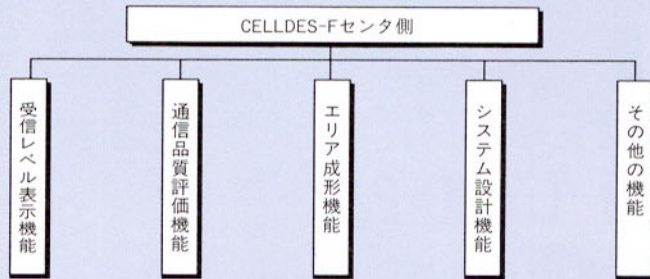 CELLDES-Fセンタ側
受信レベル表示機能
通信品質評価機能
エリア成形機能
システム設計機能
その他の機能